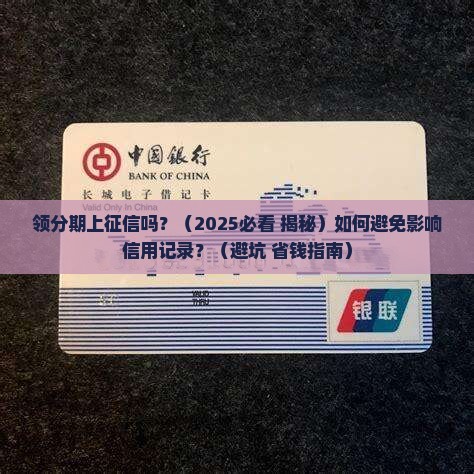 中国银行
BANK OF CHINA
长城电子借记卡
Valid Only In China
领分期上征信吗？（2025必看 揭秘）如何避免影响
信用记录？（避坑 省钱指南）
VALID
THRU
银联